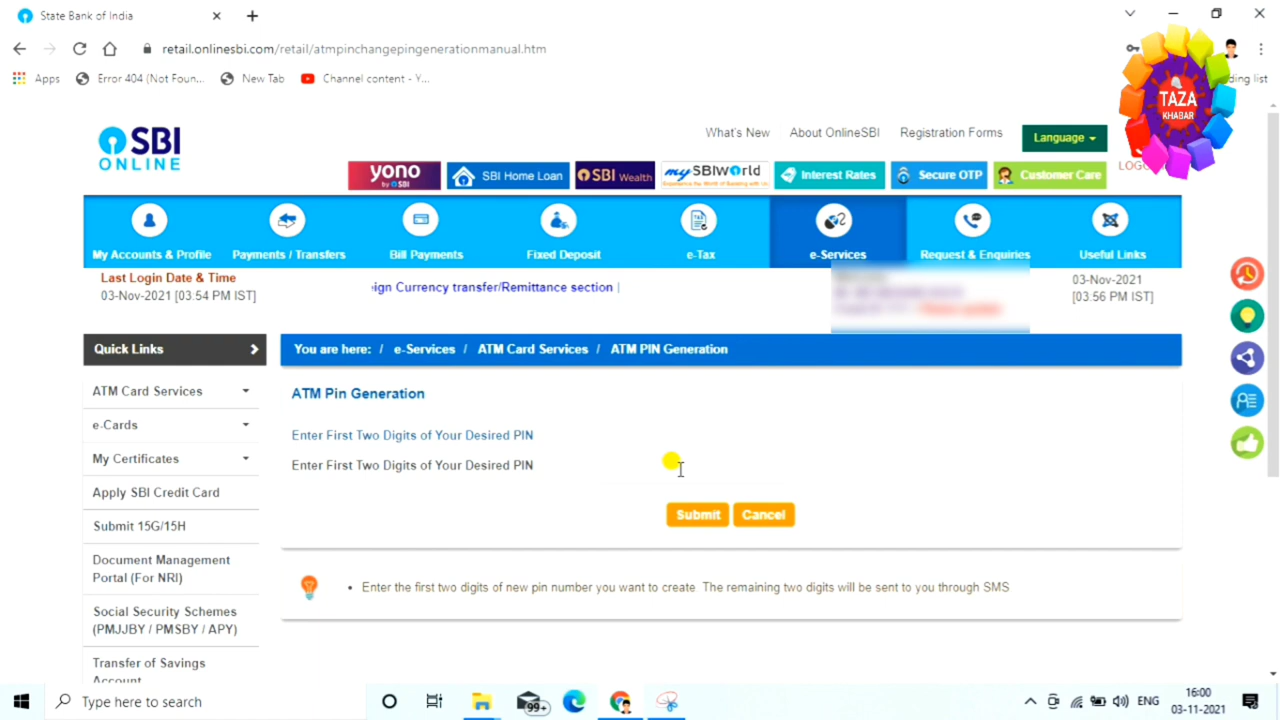 State Bank of India
retail.onlinesbi.com/retail/atmpinchangepingenerationmanual.htm
Apps
Error 404 (Not Foun...
New Tab
Channel content - Y...
ding list
TAZA
KHABAR
SBI
ONLINE
What's New
About OnlineSBI
Registration Forms
Language
LOGO
yono
by SBI
SBI Home Loan
SBI Wealth
my SBIWorld
Interest Rates
Secure OTP
Customer Care
My Accounts & Profile
Payments / Transfers
Bill Payments
Fixed Deposit
e-Tax
e-Services
Request & Enquiries
Useful Links
Last Login Date & Time
03-Nov-2021 [03:54 PM IST]
ign Currency transfer/Remittance section |
03-Nov-2021
[03:56 PM IST]
Quick Links
You are here: / e-Services / ATM Card Services / ATM PIN Generation
ATM Card Services
e-Cards
My Certificates
Apply SBI Credit Card
Submit 15G/15H
Document Management
Portal (For NRI)
Social Security Schemes
(PMJJBY / PMSBY / APY)
Transfer of Savings
Account
ATM Pin Generation
Enter First Two Digits of Your Desired PIN
Enter First Two Digits of Your Desired PIN
Submit
Cancel
• Enter the first two digits of new pin number you want to create. The remaining two digits will be sent to you through SMS
Type here to search
99+
ENG
16:00
03-11-2021